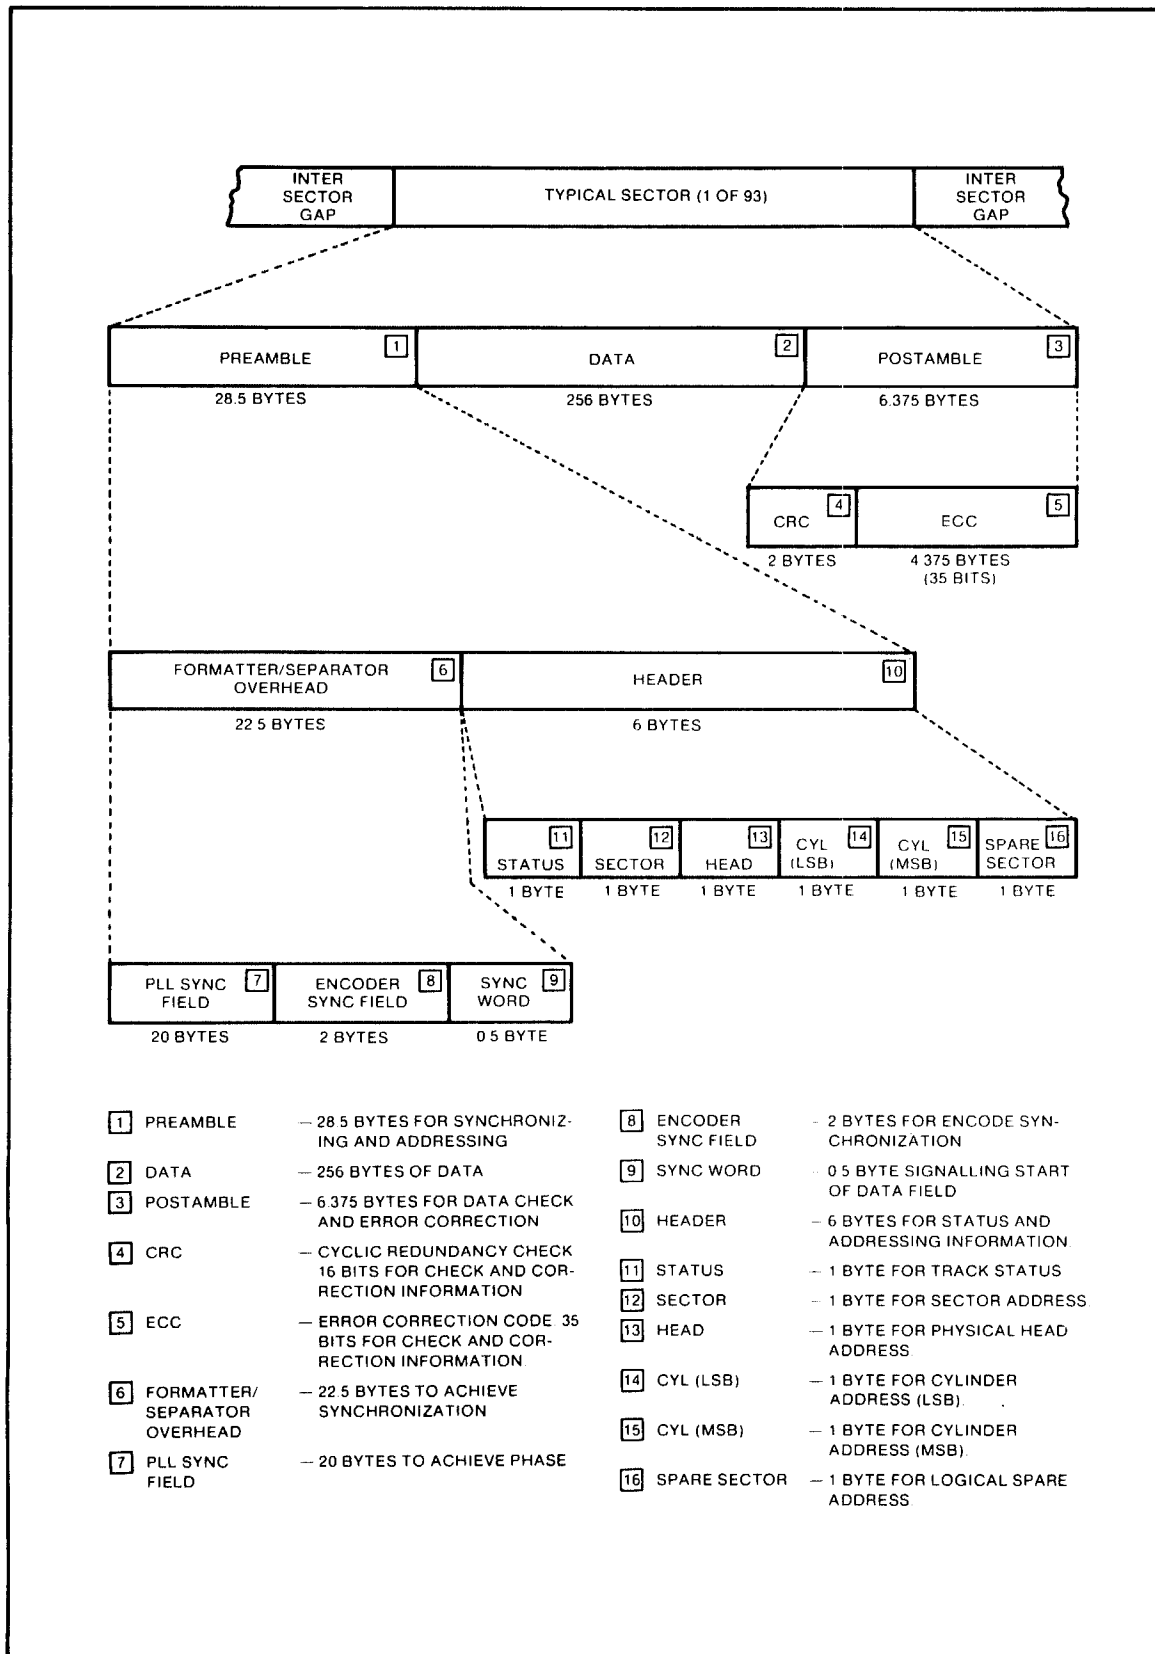 INTER
SECTOR
GAP
TYPICAL SECTOR (1 OF 93)
INTER
SECTOR
GAP
PREAMBLE 1
DATA 2
POSTAMBLE 3
28.5 BYTES
256 BYTES
6.375 BYTES
CRC 4
ECC 5
2 BYTES
4 375 BYTES
(35 BITS)
FORMATTER/SEPARATOR
OVERHEAD 6
HEADER 10
22 5 BYTES
6 BYTES
11 STATUS
12 SECTOR
13 HEAD
CYL 14
(LSB)
CYL 15
(MSB)
SPARE 16
SECTOR
1 BYTE
1 BYTE
1 BYTE
1 BYTE
1 BYTE
1 BYTE
PLL SYNC 7
FIELD
ENCODER 8
SYNC FIELD
SYNC 9
WORD
20 BYTES
2 BYTES
0 5 BYTE
1 PREAMBLE — 28 5 BYTES FOR SYNCHRONIZ-
ING AND ADDRESSING
2 DATA — 256 BYTES OF DATA
3 POSTAMBLE — 6.375 BYTES FOR DATA CHECK
AND ERROR CORRECTION
4 CRC — CYCLIC REDUNDANCY CHECK
16 BITS FOR CHECK AND COR-
RECTION INFORMATION
5 ECC — ERROR CORRECTION CODE 35
BITS FOR CHECK AND COR-
RECTION INFORMATION
6 FORMATTER/ — 22.5 BYTES TO ACHIEVE
SEPARATOR SYNCHRONIZATION
OVERHEAD
7 PLL SYNC — 20 BYTES TO ACHIEVE PHASE
FIELD
8 ENCODER - 2 BYTES FOR ENCODE SYN-
SYNC FIELD CHRONIZATION
9 SYNC WORD - 0 5 BYTE SIGNALLING START
OF DATA FIELD
10 HEADER — 6 BYTES FOR STATUS AND
ADDRESSING INFORMATION.
11 STATUS — 1 BYTE FOR TRACK STATUS
12 SECTOR — 1 BYTE FOR SECTOR ADDRESS.
13 HEAD — 1 BYTE FOR PHYSICAL HEAD
ADDRESS.
14 CYL (LSB) — 1 BYTE FOR CYLINDER
ADDRESS (LSB).
15 CYL (MSB) — 1 BYTE FOR CYLINDER
ADDRESS (MSB).
16 SPARE SECTOR — 1 BYTE FOR LOGICAL SPARE
ADDRESS.